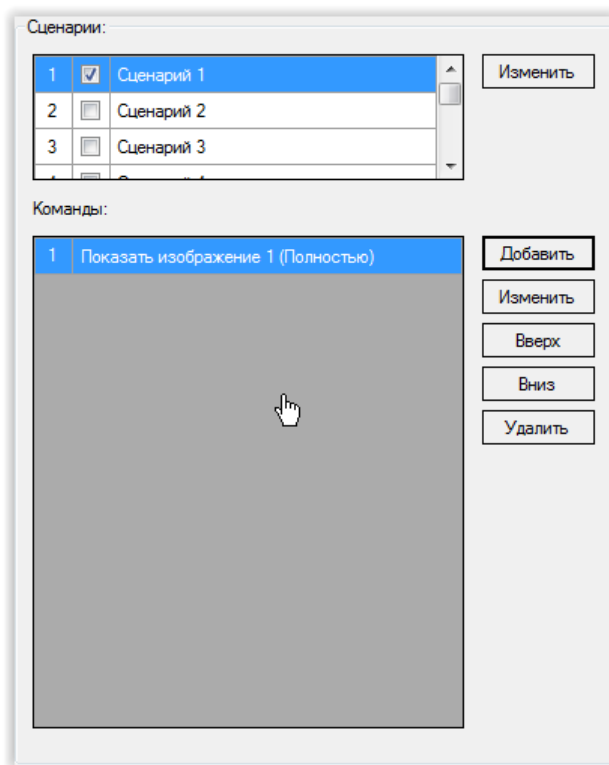 Сценарии:
1 Сценарий 1
Изменить
2 Сценарий 2
3 Сценарий 3
Команды:
1 Показать изображение 1 (Полностью)
Добавить
Изменить
Вверх
Вниз
Удалить